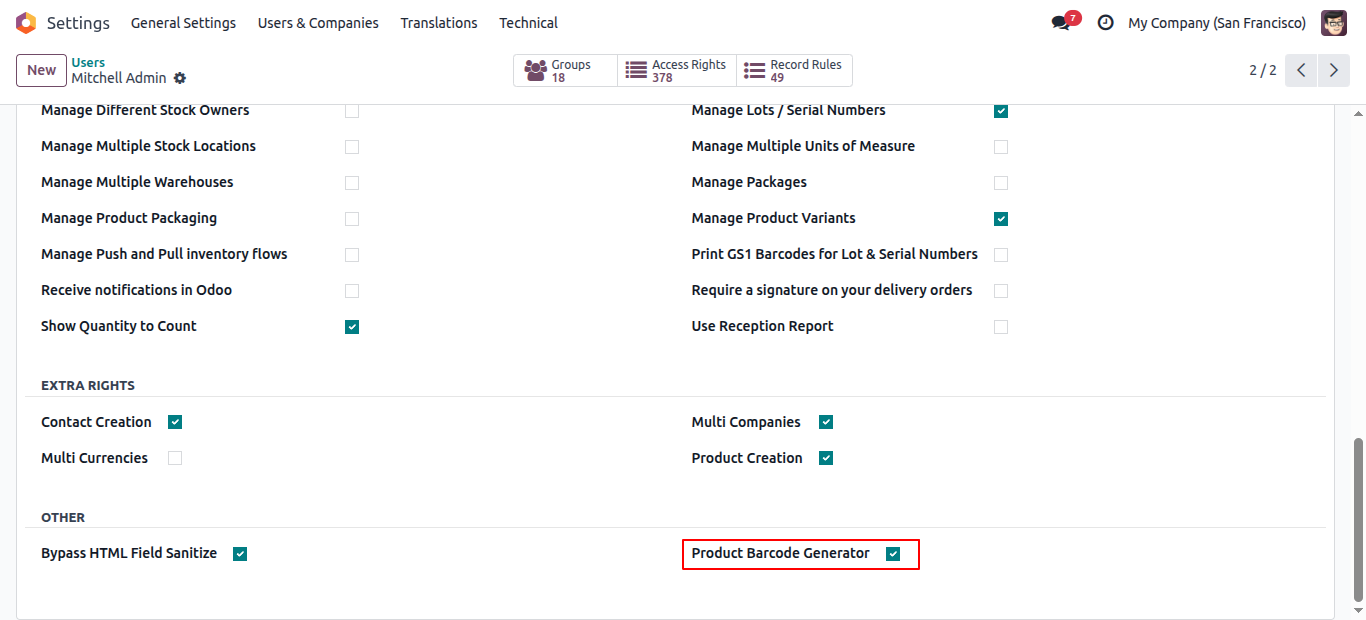 Settings General Settings Users & Companies Translations Technical 7 My Company (San Francisco)
New Users Groups Access Rights Record Rules
Mitchell Admin 18 378 49 2 / 2
Manage Different Stock Owners Manage Lots / Serial Numbers
Manage Multiple Stock Locations Manage Multiple Units of Measure
Manage Multiple Warehouses Manage Packages
Manage Product Packaging Manage Product Variants
Manage Push and Pull inventory flows Print GS1 Barcodes for Lot & Serial Numbers
Receive notifications in Odoo Require a signature on your delivery orders
Show Quantity to Count Use Reception Report
EXTRA RIGHTS
Contact Creation Multi Companies
Multi Currencies Product Creation
OTHER
Bypass HTML Field Sanitize Product Barcode Generator